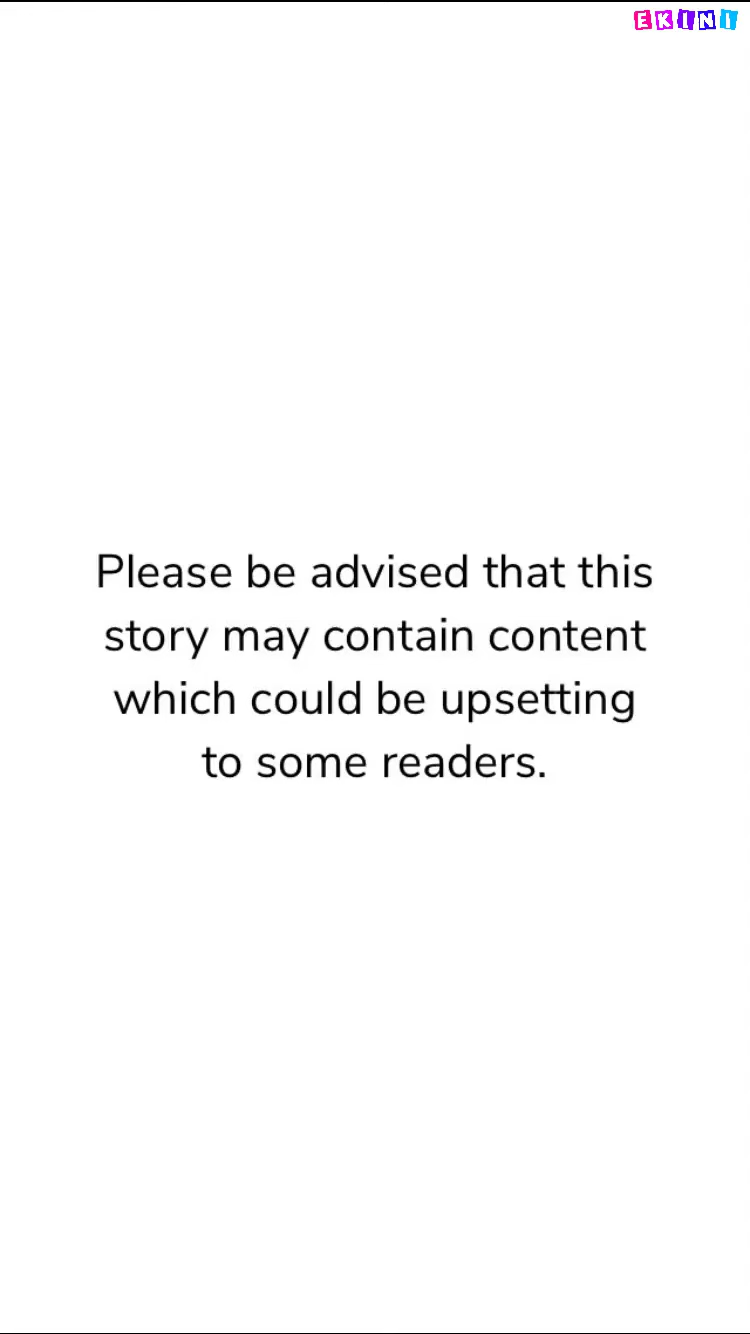 EKINI
Please be advised that this
story may contain content
which could be upsetting
to some readers.